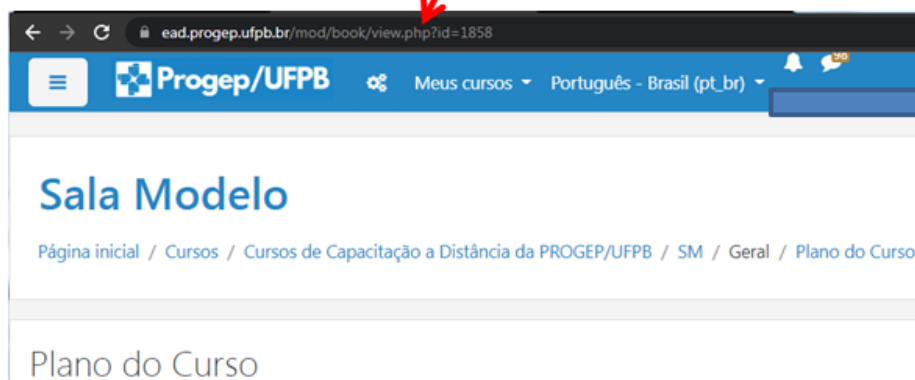 ead.progep.ufpb.br/mod/book/view.php?id=1858
Progep/UFPB Meus cursos Português - Brasil (pt_br) 98
Sala Modelo
Página inicial / Cursos / Cursos de Capacitação a Distância da PROGEP/UFPB / SM / Geral / Plano do Curso
Plano do Curso